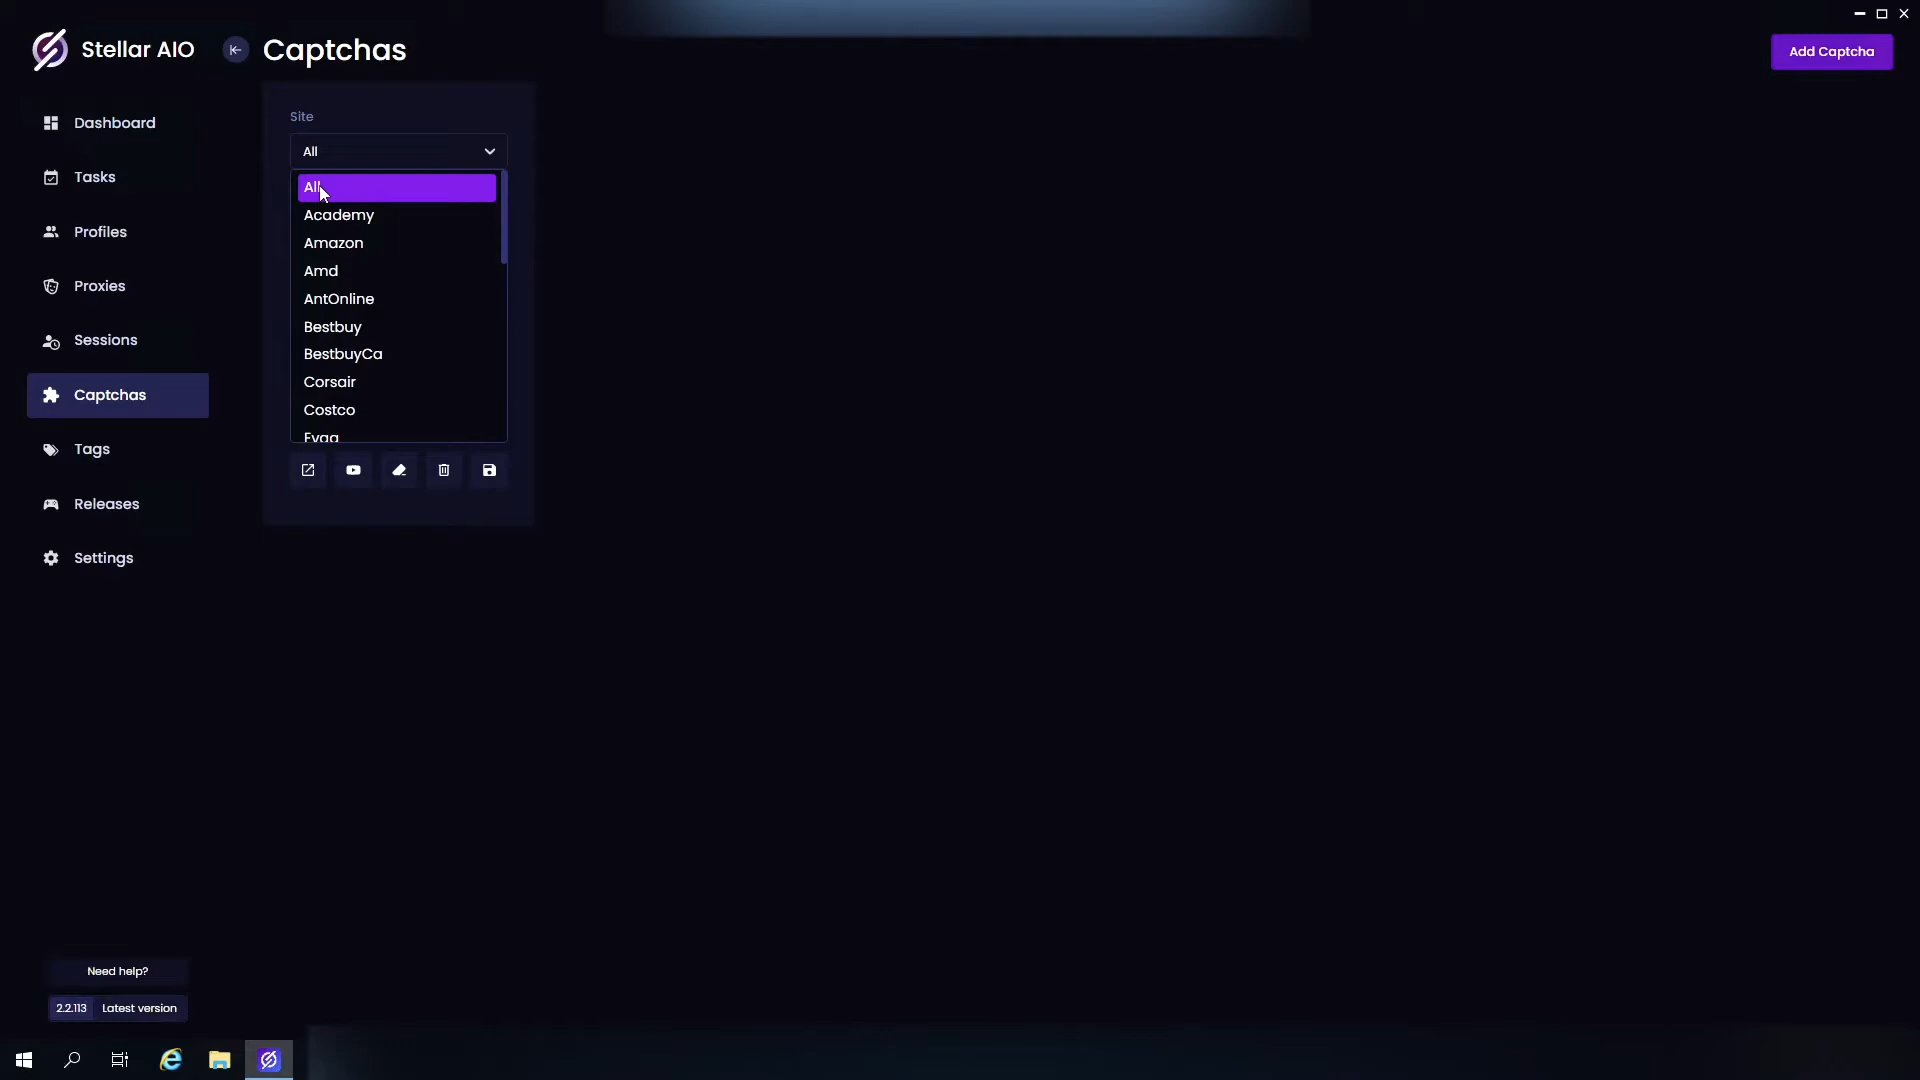 Stellar AIO
Captchas
Add Captcha
Dashboard
Tasks
Profiles
Proxies
Sessions
Captchas
Tags
Releases
Settings
Site
All
All
Academy
Amazon
Amd
AntOnline
Bestbuy
BestbuyCa
Corsair
Costco
Evga
Need help?
2.2.113 Latest version